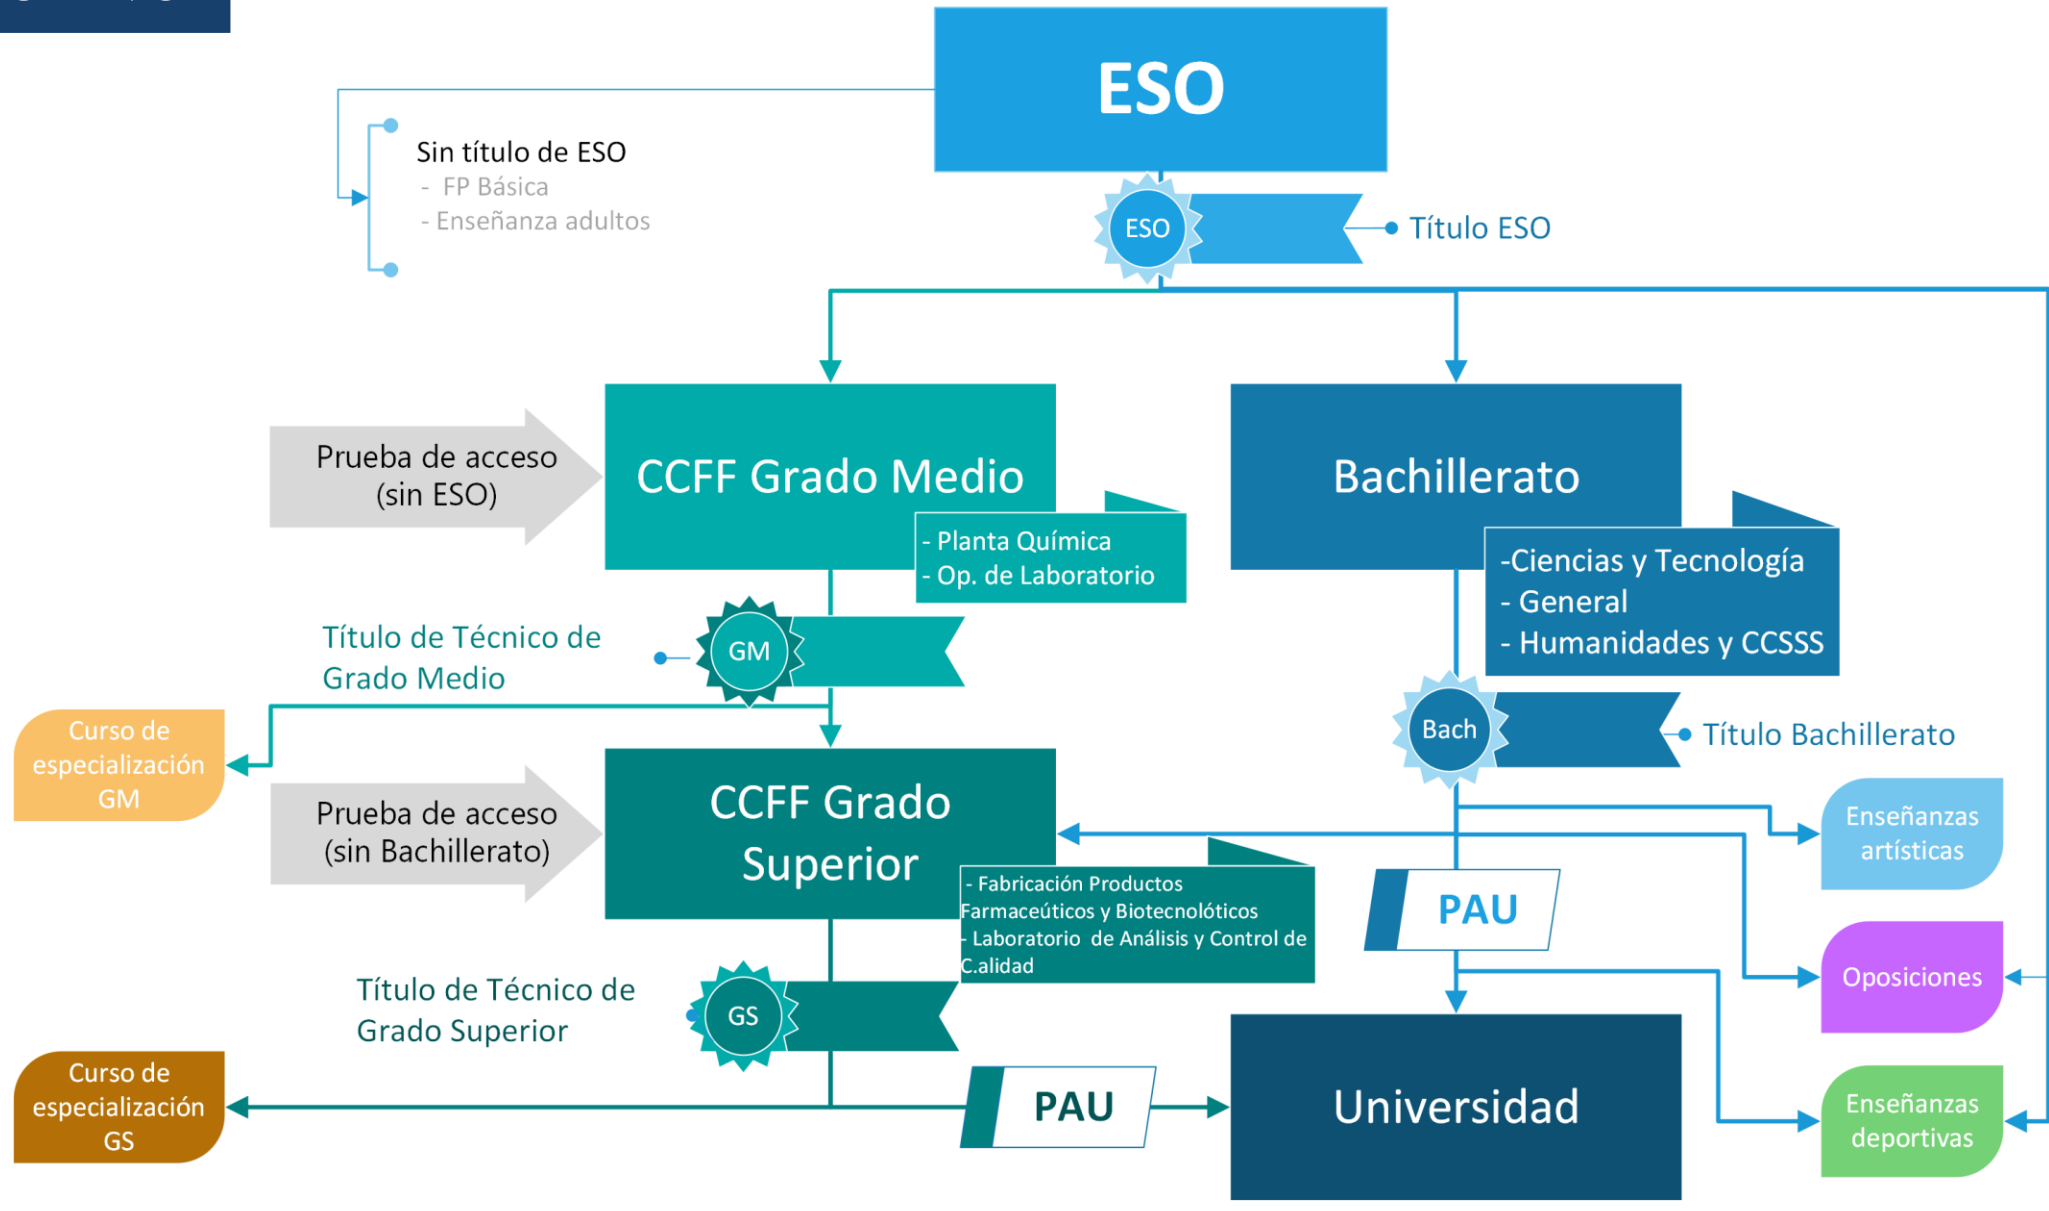 ESO
Sin título de ESO
- FP Básica
- Enseñanza adultos
ESO
Título ESO
Prueba de acceso
(sin ESO)
CCFF Grado Medio
- Planta Química
- Op. de Laboratorio
Bachillerato
-Ciencias y Tecnología
- General
- Humanidades y CCSSS
Título de Técnico de
Grado Medio
GM
Bach
Título Bachillerato
Curso de
especialización
GM
Prueba de acceso
(sin Bachillerato)
CCFF Grado
Superior
- Fabricación Productos
Farmaceúticos y Biotecnolóticos
- Laboratorio de Análisis y Control de
C.alidad
PAU
Enseñanzas
artísticas
Oposiciones
Título de Técnico de
Grado Superior
GS
Curso de
especialización
GS
PAU
Universidad
Enseñanzas
deportivas